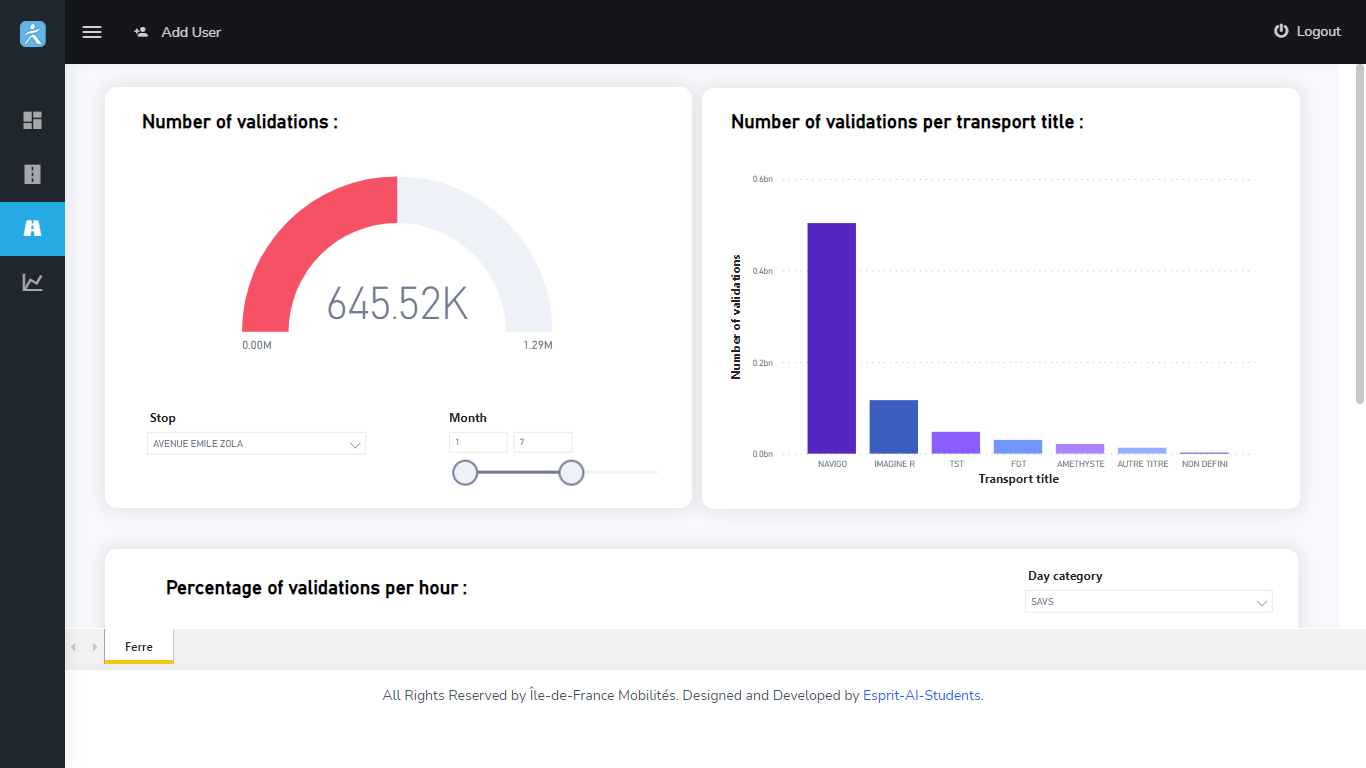 Add User
Logout
Number of validations :
645.52K
0.00M
1.29M
Stop
AVENUE EMILE ZOLA
Month
1
7
Number of validations per transport title :
Number of validations
0.6bn
0.4bn
0.2bn
0.0bn
NAVIGO
IMAGINE R
TST
FGT
AMETHYSTE
AUTRE TITRE
NON DEFINI
Transport title
Percentage of validations per hour :
Day category
SAVS
Ferre
All Rights Reserved by Île-de-France Mobilités. Designed and Developed by Esprit-AI-Students.